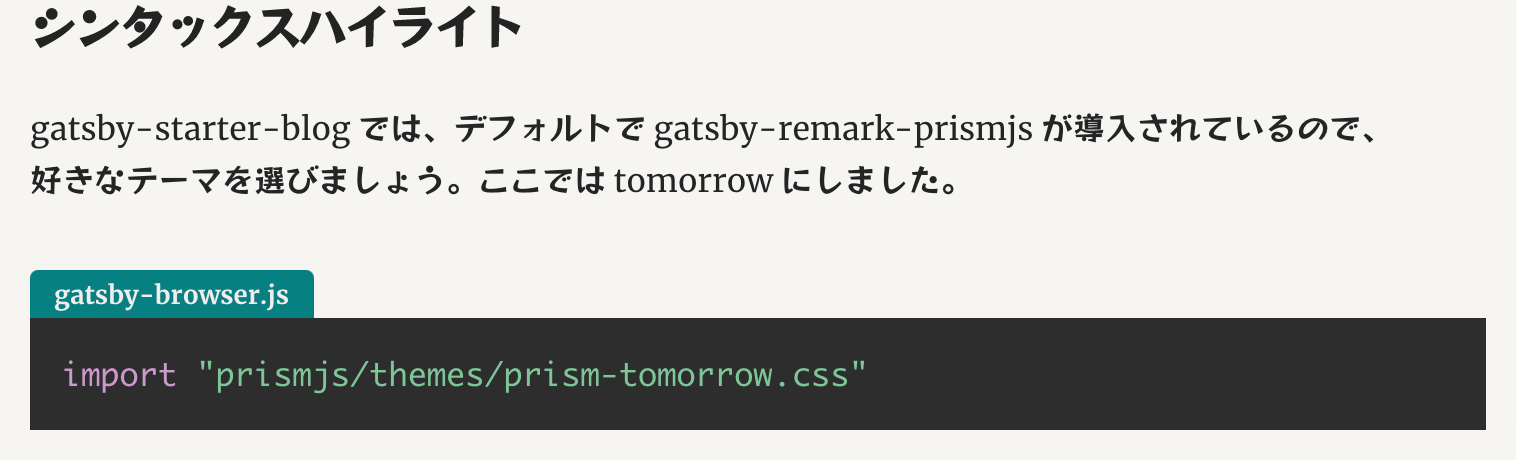 シンタックスハイライト
gatsby-starter-blog では、デフォルトで gatsby-remark-prismjs が導入されているので、
好きなテーマを選びましょう。ここでは tomorrow にしました。
gatsby-browser.js
import "prismjs/themes/prism-tomorrow.css"